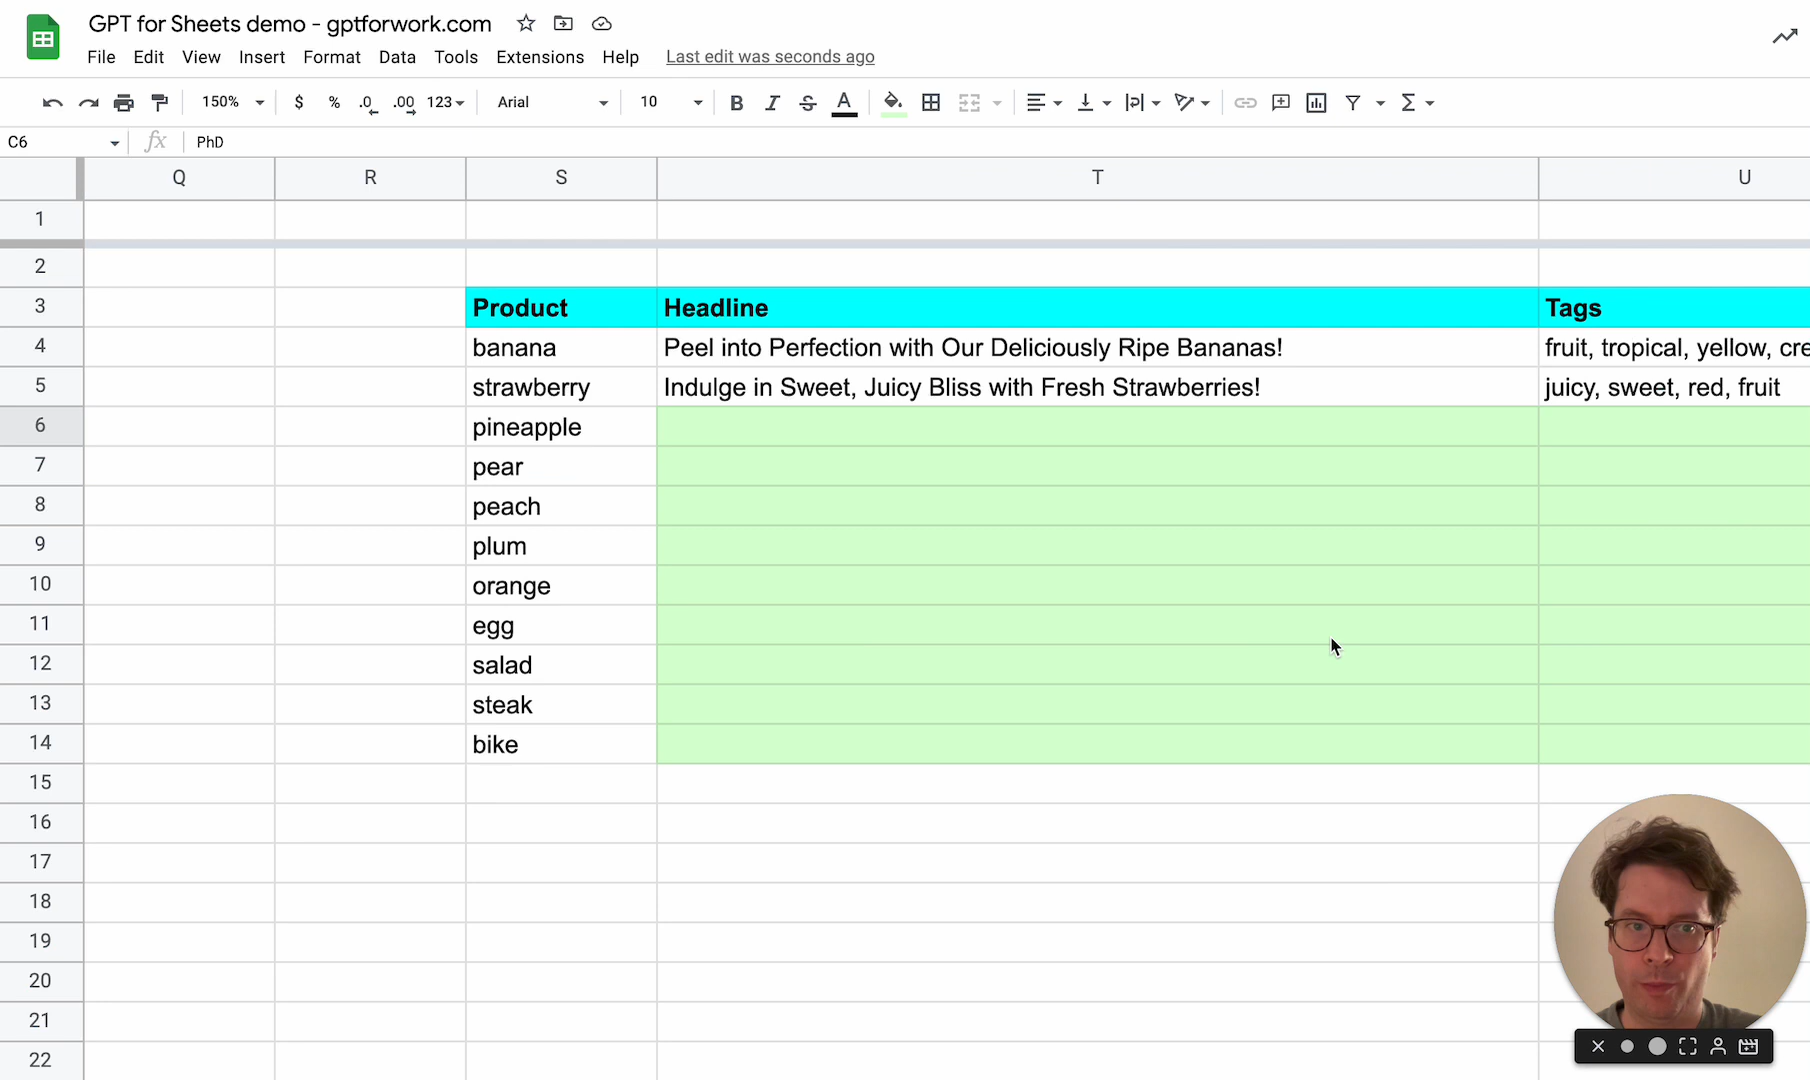 GPT for Sheets demo - gptforwork.com
File Edit View Insert Format Data Tools Extensions Help Last edit was seconds ago
150% $ % .0 .00 123 Arial 10 B I S A Σ
C6 fx PhD
Q R S T U
1
2
3 Product Headline Tags
4 banana Peel into Perfection with Our Deliciously Ripe Bananas! fruit, tropical, yellow, cre
5 strawberry Indulge in Sweet, Juicy Bliss with Fresh Strawberries! juicy, sweet, red, fruit
6 pineapple
7 pear
8 peach
9 plum
10 orange
11 egg
12 salad
13 steak
14 bike
15
16
17
18
19
20
21
22